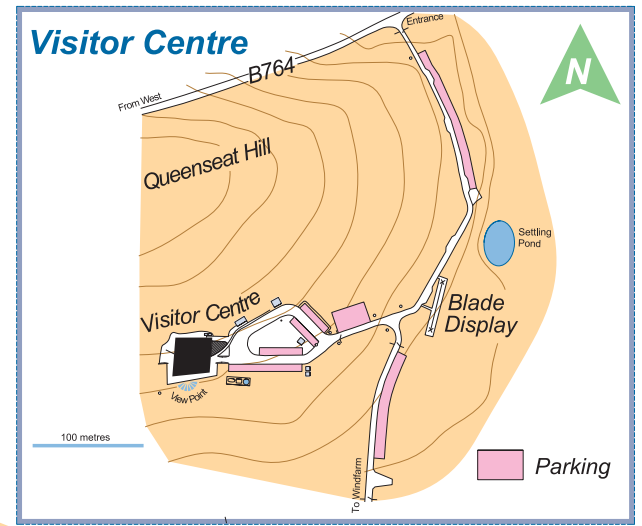 Visitor Centre
Entrance
B764
From West
N
Queenseat Hill
Settling
Pond
Visitor Centre
Blade
Display
View Point
100 metres
To Windfarm
Parking